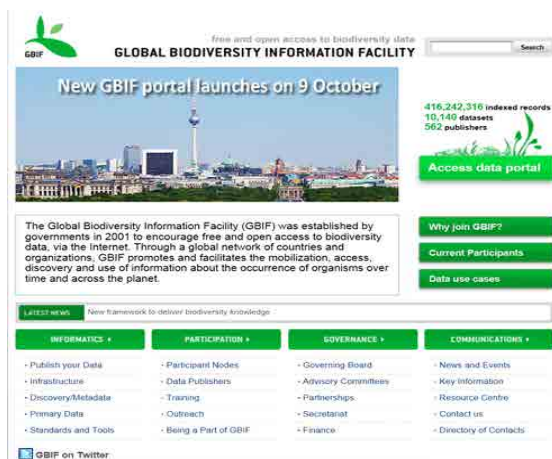 free and open access to biodiversity data
GBIF
GLOBAL BIODIVERSITY INFORMATION FACILITY
Search
New GBIF portal launches on 9 October
416,242,316 indexed records
10,140 datasets
562 publishers
Access data portal
The Global Biodiversity Information Facility (GBIF) was established by
governments in 2001 to encourage free and open access to biodiversity
data, via the Internet. Through a global network of countries and
organizations, GBIF promotes and facilitates the mobilization, access,
discovery and use of information about the occurrence of organisms over
time and across the planet.
Why join GBIF?
Current Participants
Data use cases
LATEST NEWS New framework to deliver biodiversity knowledge
INFORMATICS
- Publish your Data
- Infrastructure
- Discovery/Metadata
- Primary Data
- Standards and Tools
PARTICIPATION
- Participant Nodes
- Data Publishers
- Training
- Outreach
- Being a Part of GBIF
GOVERNANCE
- Governing Board
- Advisory Committees
- Partnerships
- Secretariat
- Finance
COMMUNICATIONS
- News and Events
- Key Information
- Resource Centre
- Contact us
- Directory of Contacts
GBIF on Twitter